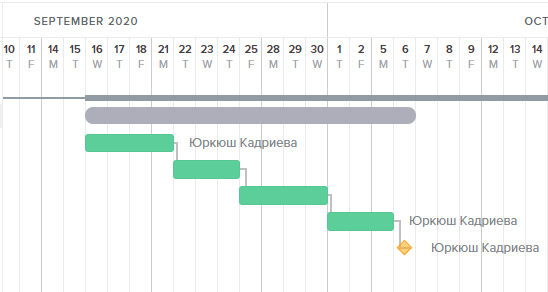 SEPTEMBER 2020 OCT
10 11 14 15 16 17 18 21 22 23 24 25 28 29 30 1 2 5 6 7 8 9 12 13 14
T F M T W T F M T W T F M T W T F M T W T F M T W
Юркюш Кадриева
Юркюш Кадриева
Юркюш Кадриева